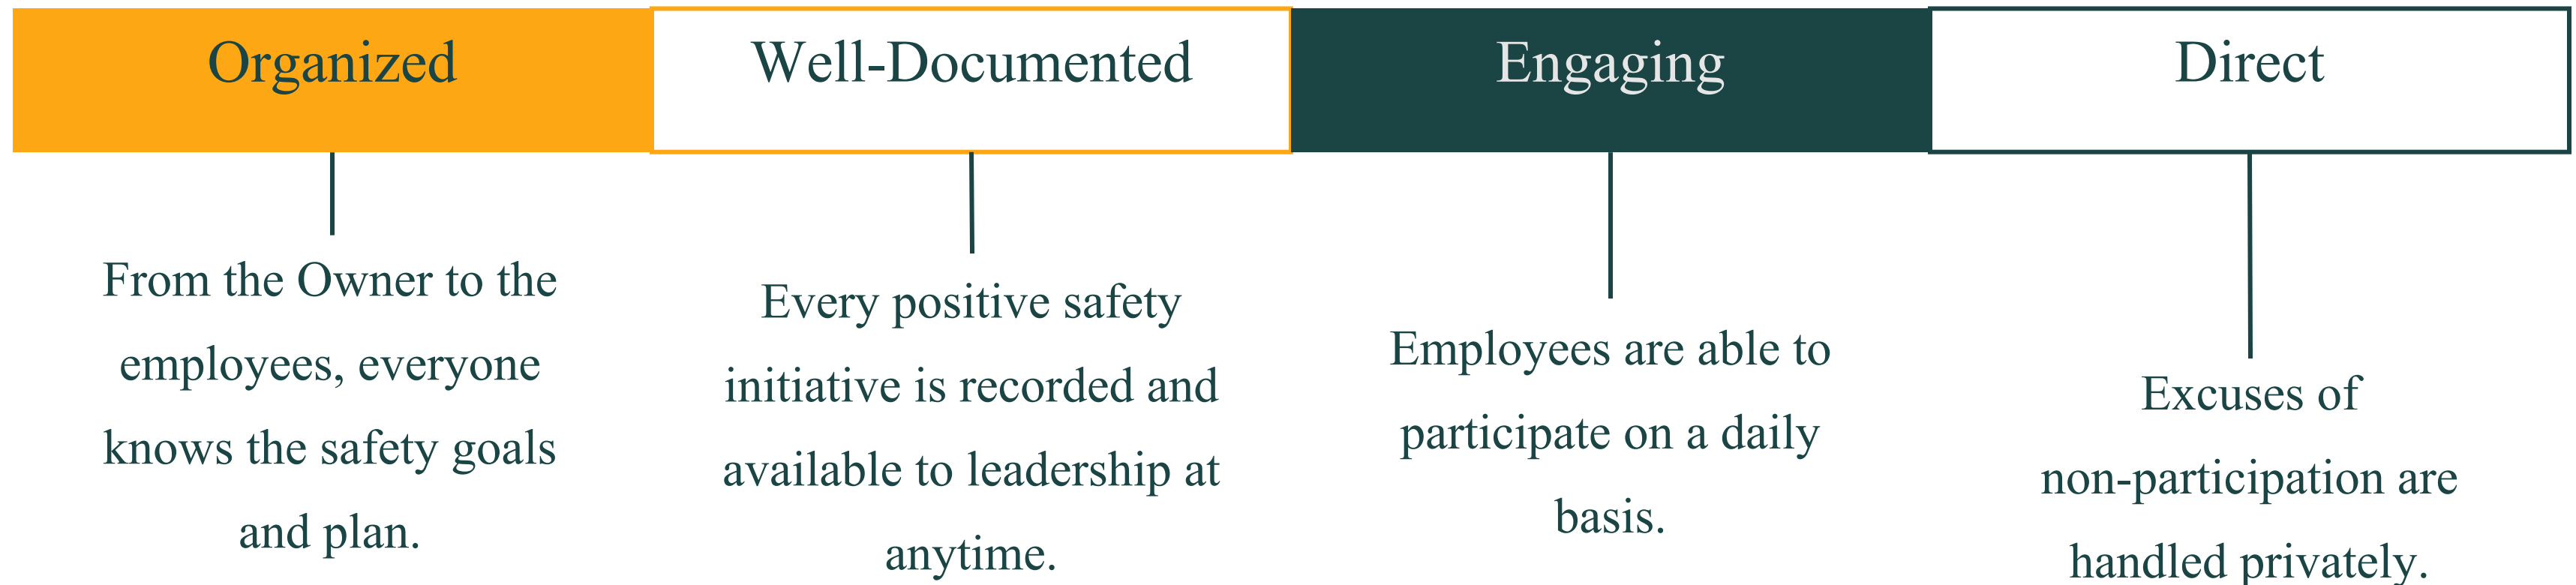 Organized
Well-Documented
Engaging
Direct
From the Owner to the
employees, everyone
knows the safety goals
and plan.
Every positive safety
initiative is recorded and
available to leadership at
anytime.
Employees are able to
participate on a daily
basis.
Excuses of
non-participation are
handled privately.